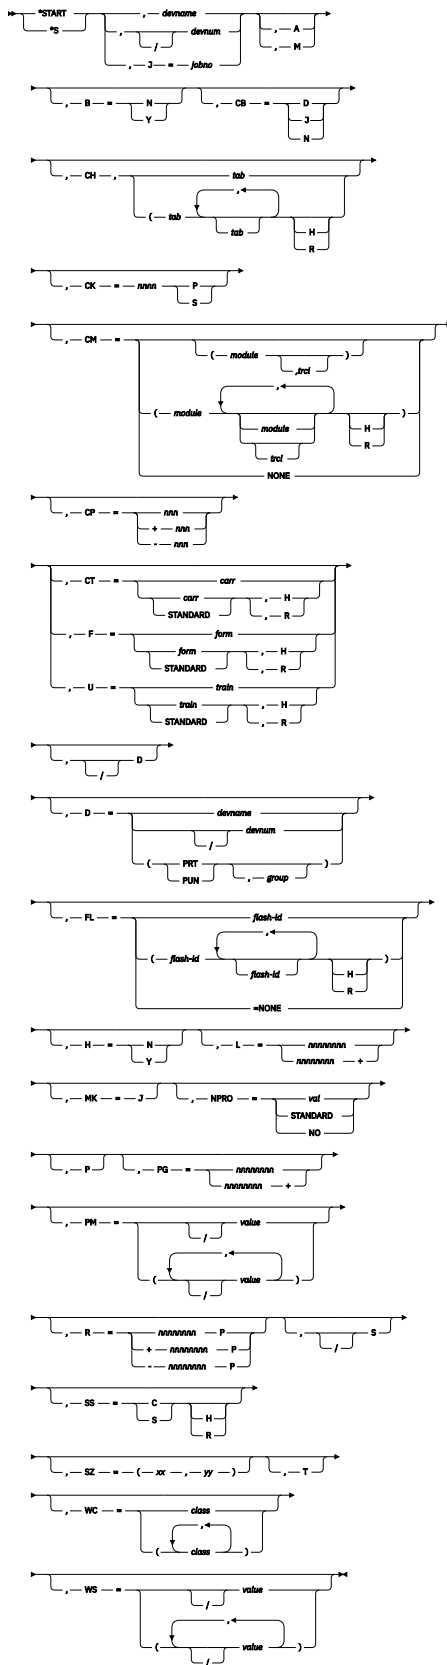 *START , devname , A
*S , devnum , M
/
, J = jobno
, B = N , CB = D
Y J
N
, CH , tab
,
( tab H )
tab R
, CK = nnnn P
S
, CM = ( module )
,trcl
,
( module H )
module R
trcl
NONE
, CP = nnn
+ nnn
- nnn
, CT = carr
carr , H
STANDARD , R
, F = form
form , H
STANDARD , R
, U = train
train , H
STANDARD , R
, D
/
, D = devname
devnum
/
( PRT )
PUN , group
, FL = flash-id
,
( flash-id H )
flash-id R
=NONE
, H = N , L = nnnnnnnn
Y nnnnnnnn +
, MK = J , NPRO = val
STANDARD
NO
, P , PG = nnnnnnnn
nnnnnnnn +
, PM = value
/
,
( value )
/
, R = nnnnnnnn P , S
+ nnnnnnnn P /
- nnnnnnnn P
, SS = C H
S R
, SZ = ( xx , yy ) , T
, WC = class
,
( class )
, WS = value
/
,
( value )
/